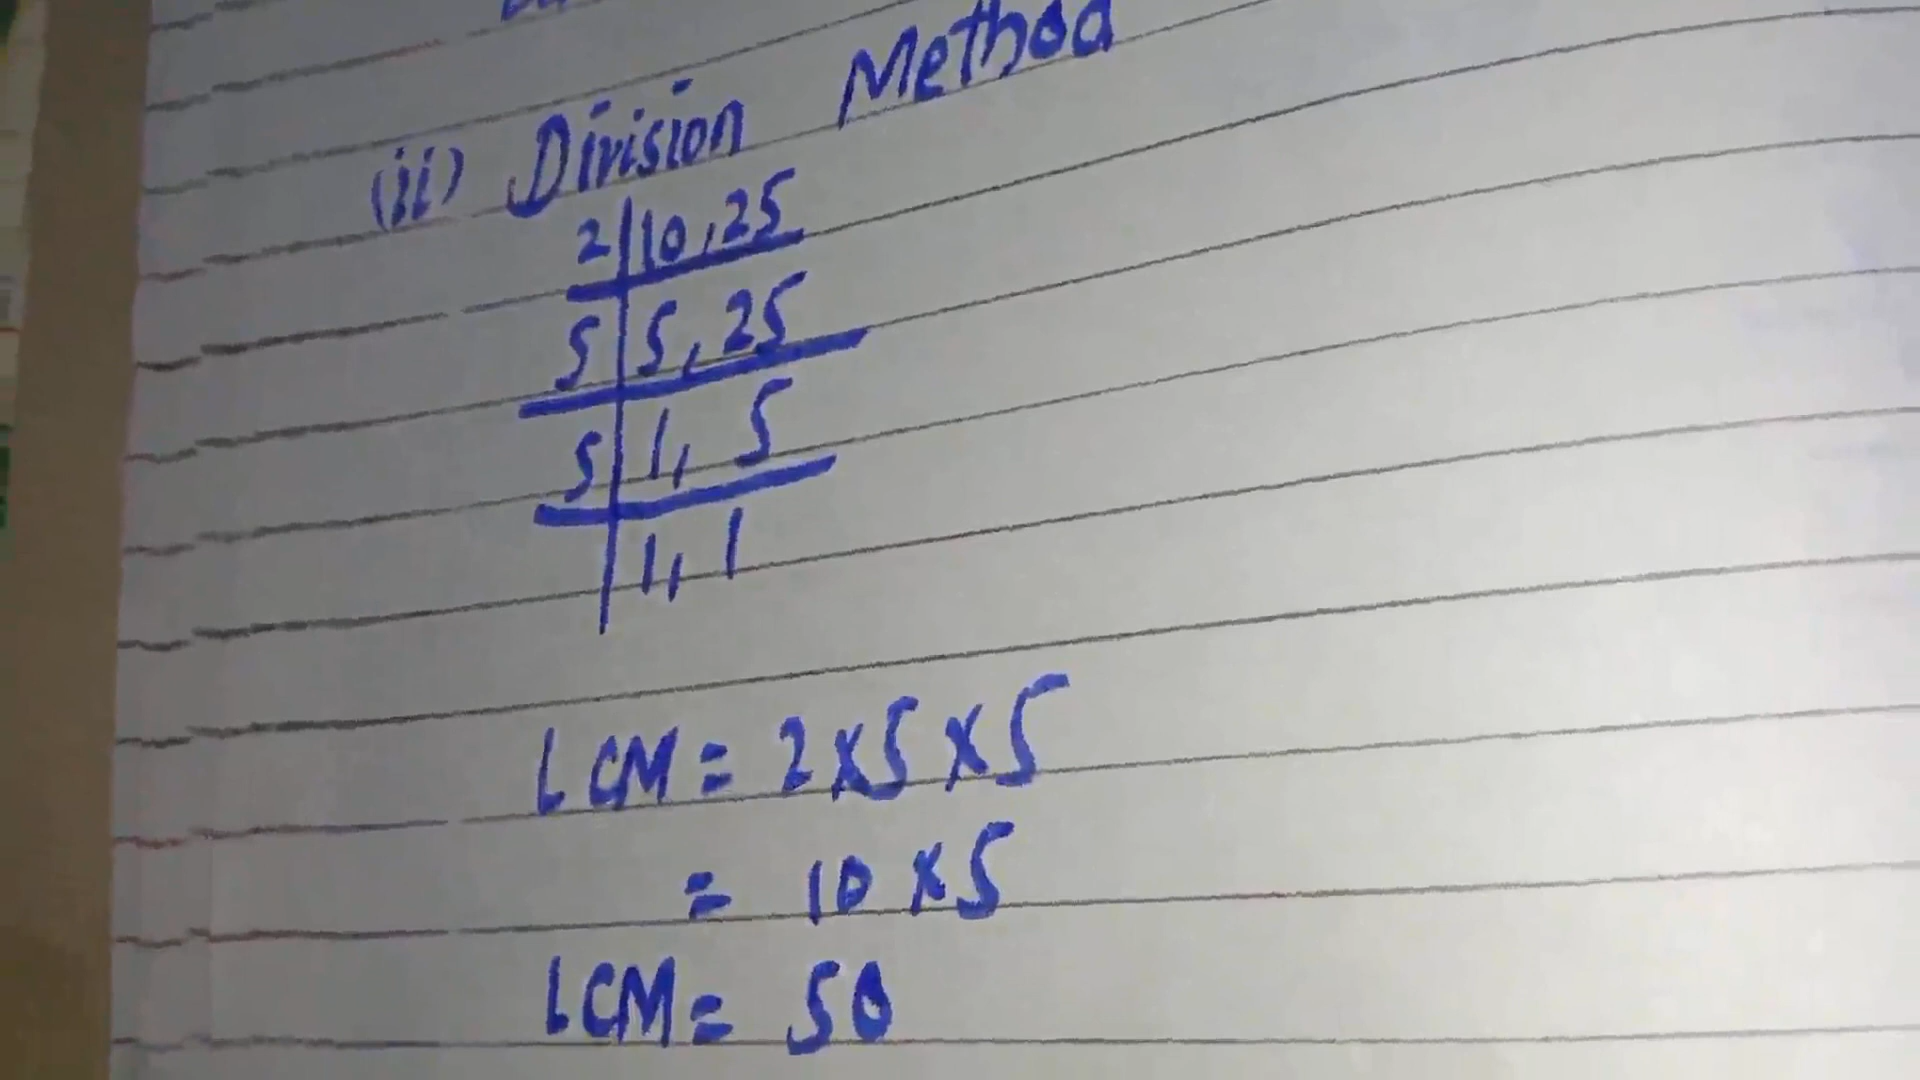 (ii) Division Method
2 | 10, 25
5 | 5, 25
5 | 1, 5
| 1, 1
LCM = 2 x 5 x 5
= 10 x 5
LCM = 50